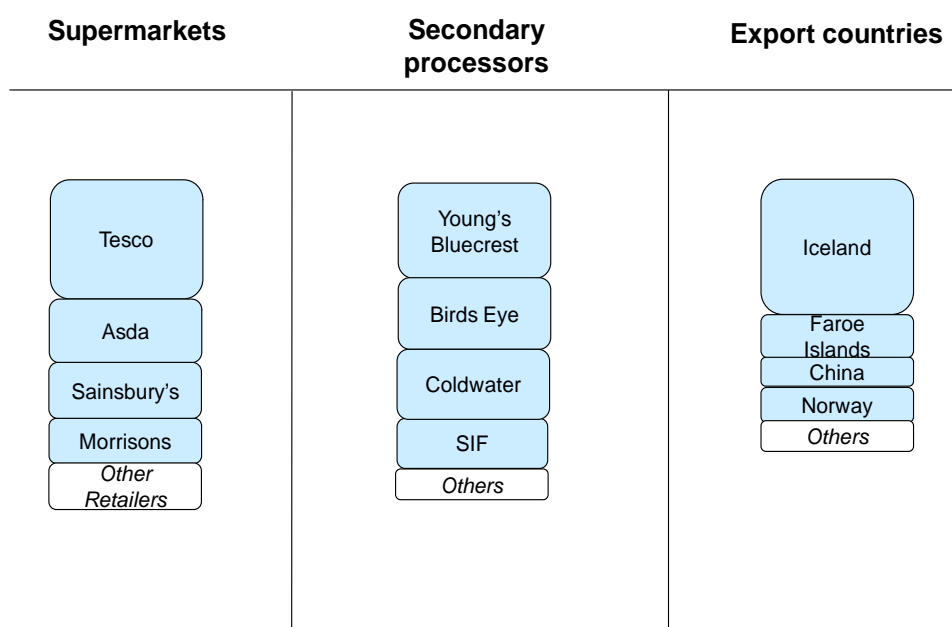 Supermarkets
Secondary
processors
Export countries
Tesco
Asda
Sainsbury’s
Morrisons
Other
Retailers
Young’s
Bluecrest
Birds Eye
Coldwater
SIF
Others
Iceland
Faroe
Islands
China
Norway
Others